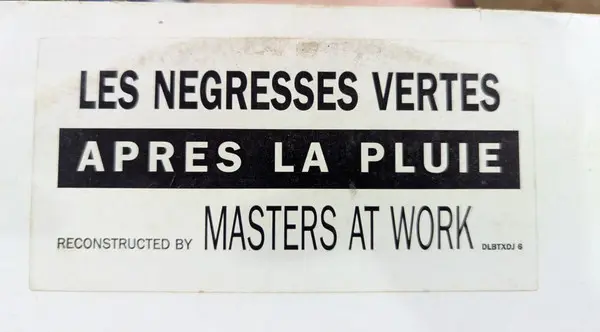 LES NEGRESSES VERTES
APRES LA PLUIE
RECONSTRUCTED BY MASTERS AT WORK DLBTXDJ 6